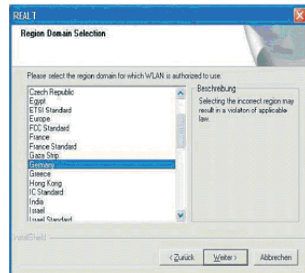 REALT
Region Domain Selection
Please select the region domain for which WLAN is authorized to use:
Czech Republic
Egypt
ETSI Standard
Europe
FCC Standard
France
France Standard
Gaza Strip
Germany
Greece
Hong Kong
IC Standard
India
Israel
Israel Standard
Beschreibung
Selecting the incorrect region may
result in a violation of applicable
law.
InstallShield
< Zurück
Weiter >
Abbrechen